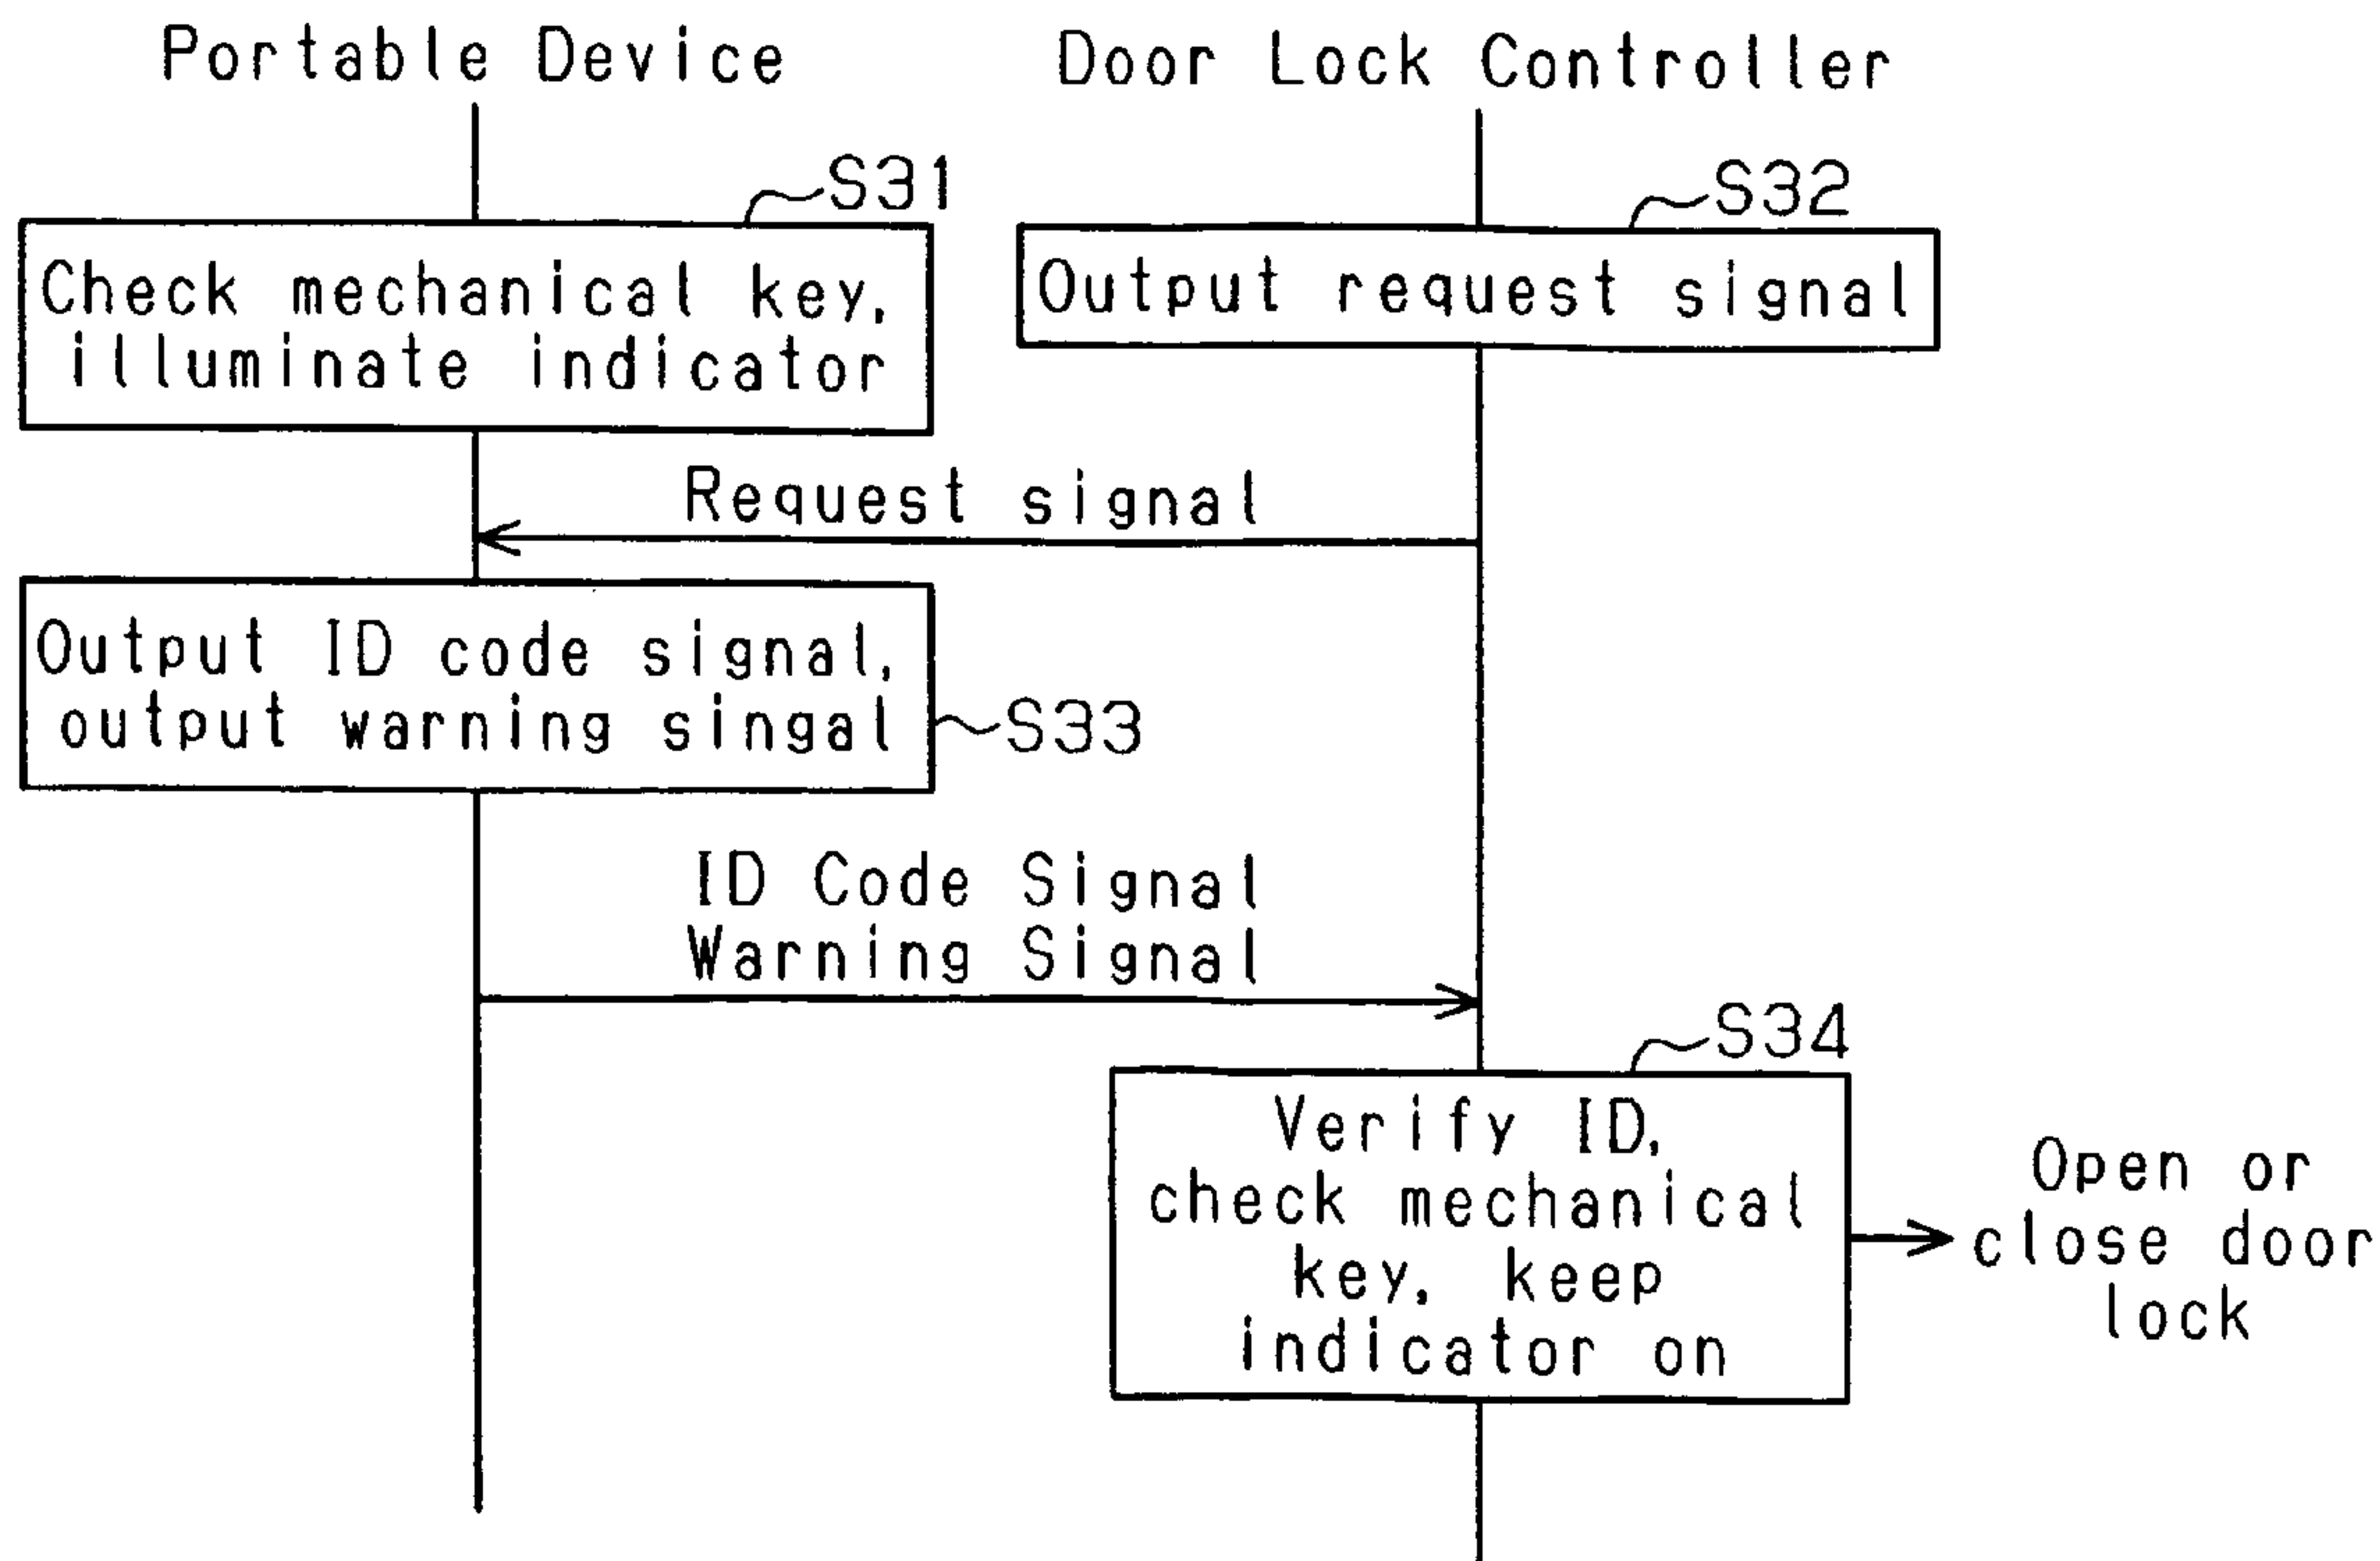 Portable Device
Door Lock Controller
S31
S32
Check mechanical key,
illuminate indicator
Output request signal
Request signal
Output ID code signal,
output warning singal
S33
ID Code Signal
Warning Signal
S34
Verify ID,
check mechanical
key, keep
indicator on
Open or
close door
lock